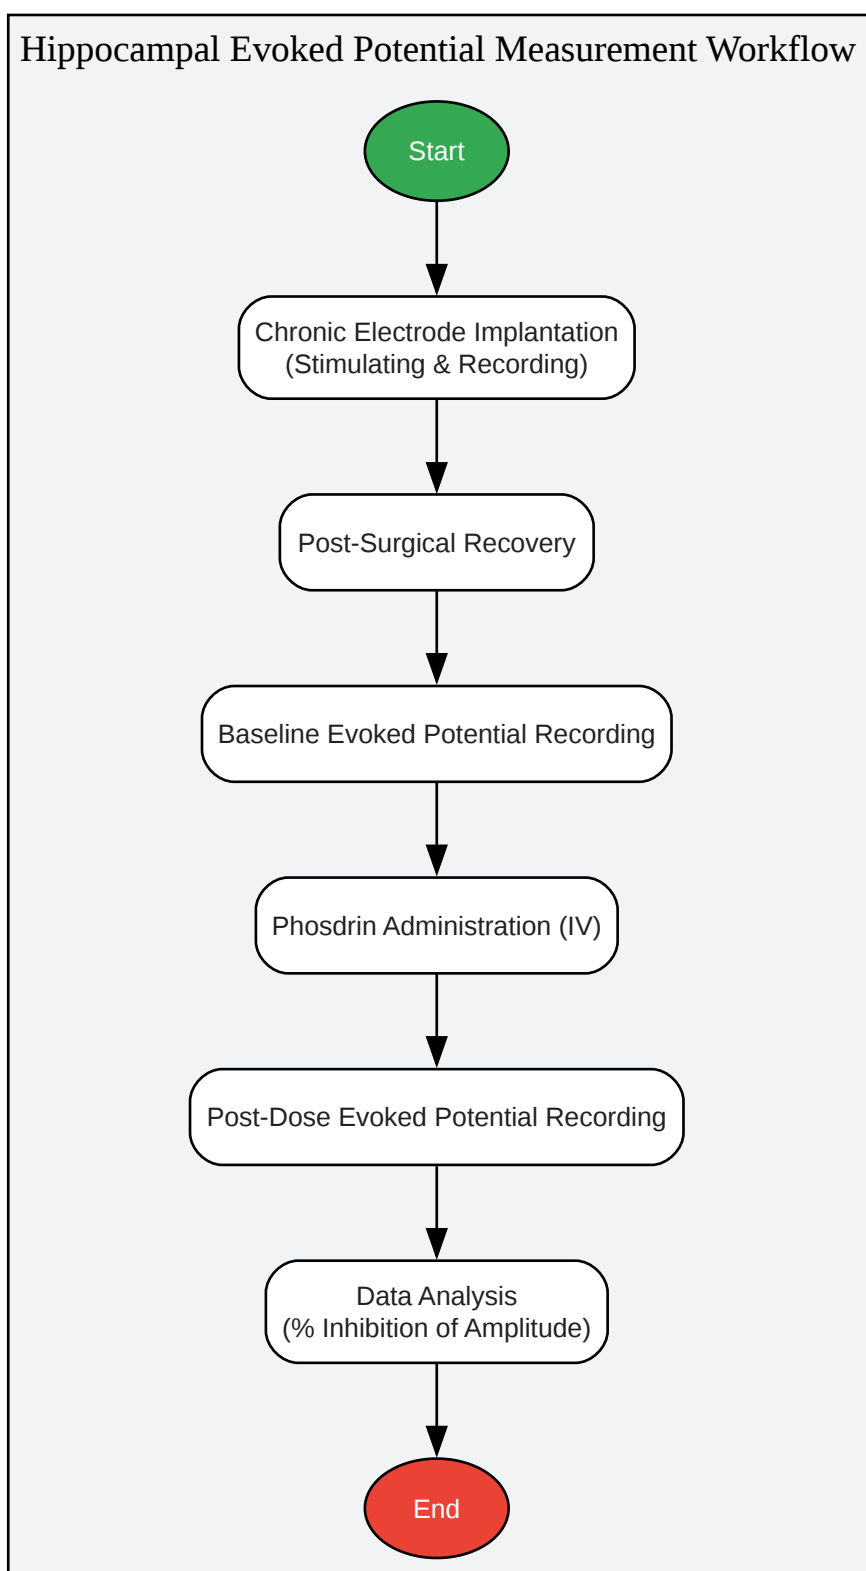 Hippocampal Evoked Potential Measurement Workflow
Start
Chronic Electrode Implantation
(Stimulating & Recording)
Post-Surgical Recovery
Baseline Evoked Potential Recording
Phosdrin Administration (IV)
Post-Dose Evoked Potential Recording
Data Analysis
(% Inhibition of Amplitude)
End